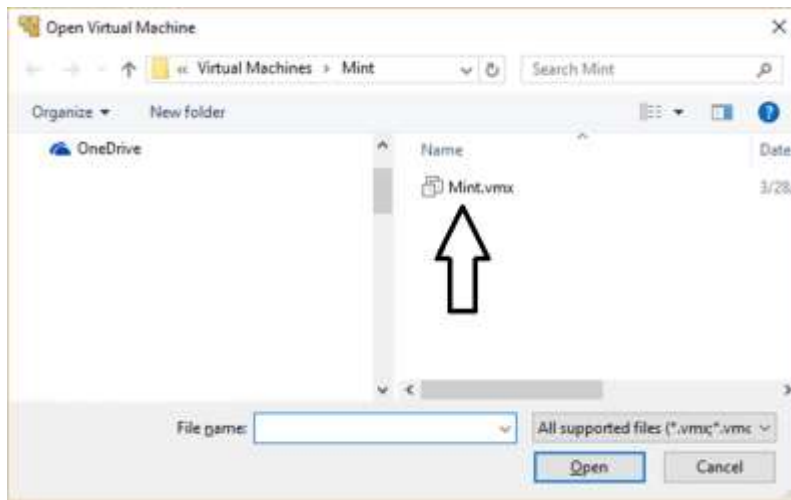 Open Virtual Machine
« Virtual Machines › Mint
Search Mint
Organize
New folder
OneDrive
Name
Date
Mint.vmx
3/28/
File name:
All supported files (*.vmx;*.vmc
Open
Cancel